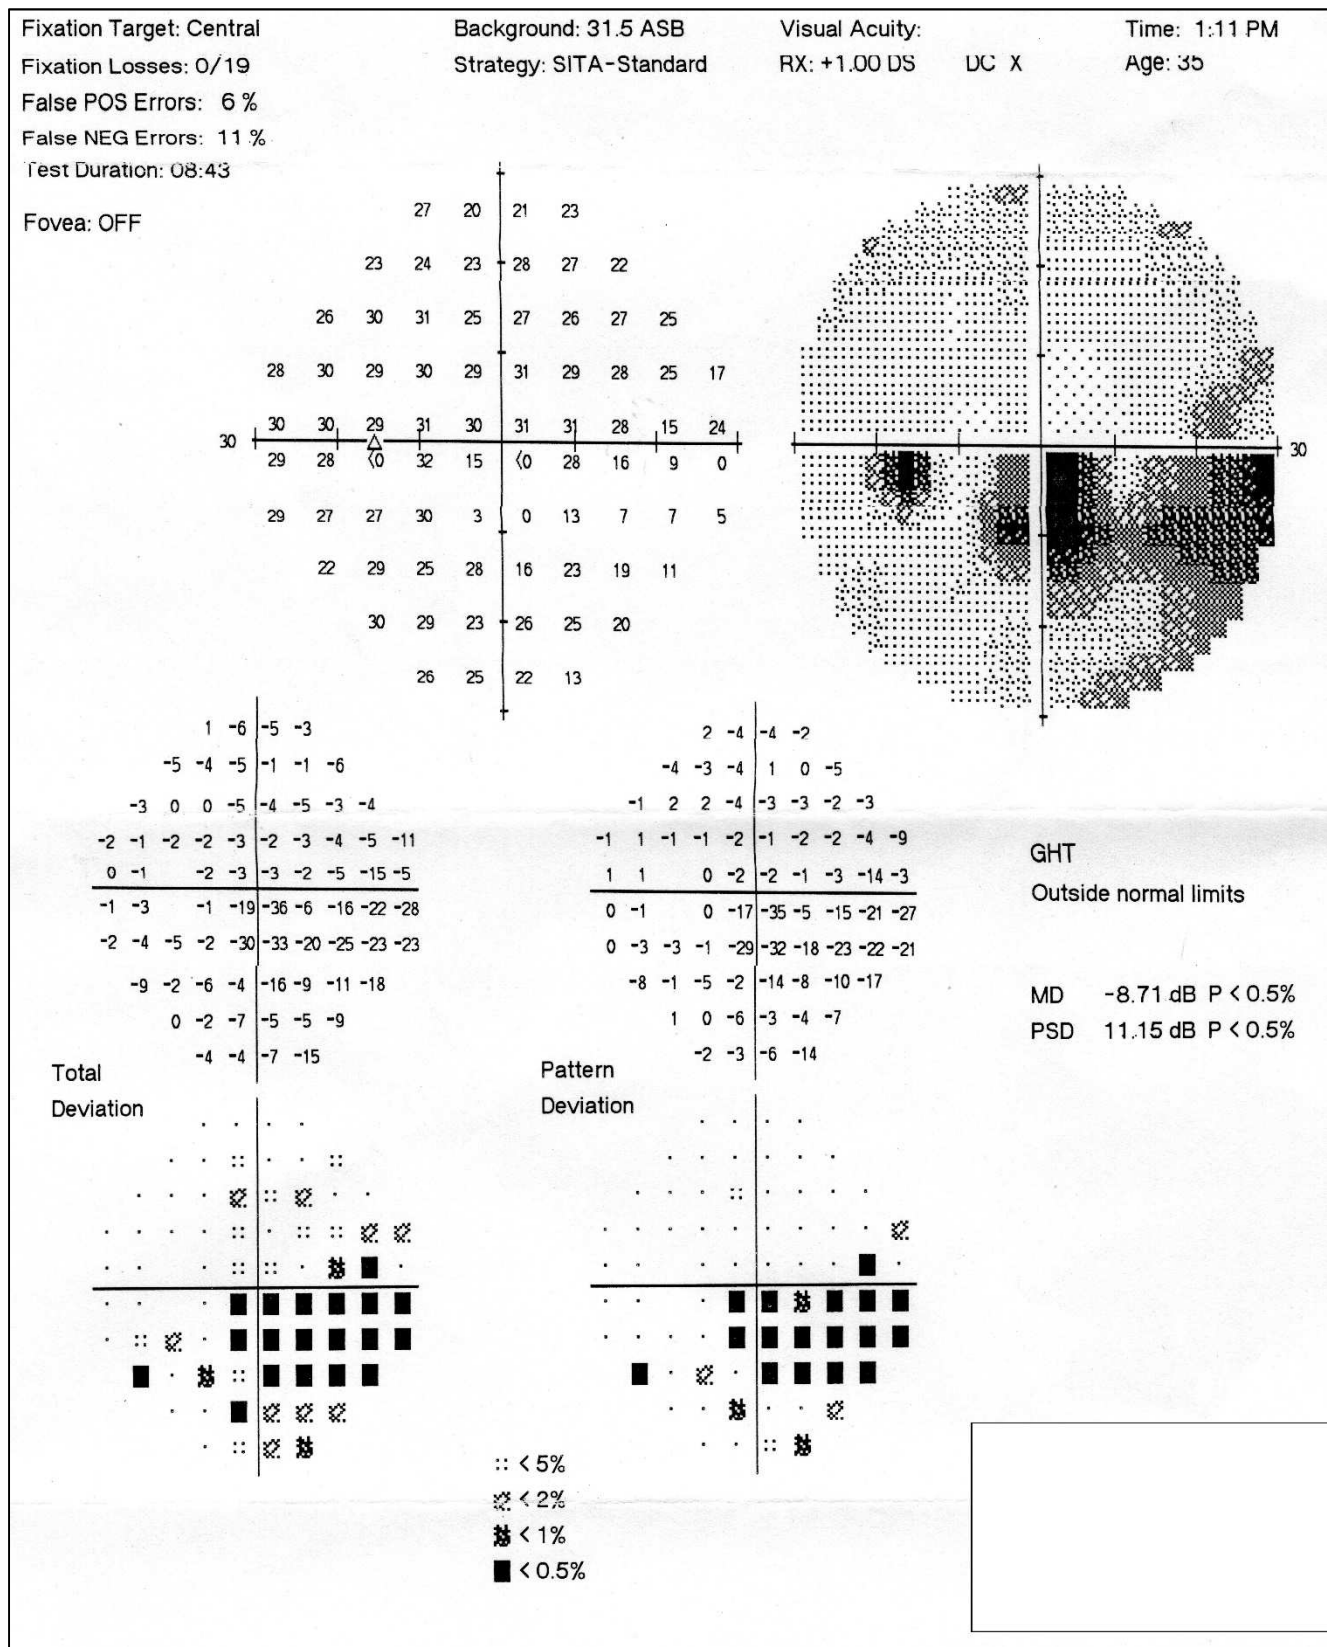 Fixation Target: Central Background: 31.5 ASB Visual Acuity: Time: 1:11 PM
Fixation Losses: 0/19 Strategy: SITA-Standard RX: +1.00 DS DC X Age: 35
False POS Errors: 6 %
False NEG Errors: 11 %
Test Duration: 08:43
Fovea: OFF
27 20 21 23
23 24 23 28 27 22
26 30 31 25 27 26 27 25
28 30 29 30 29 31 29 28 25 17
30 30 29 31 30 31 31 28 15 24
30 30
29 28 <0 32 15 <0 28 16 9 0
29 27 27 30 3 0 13 7 7 5
22 29 25 28 16 23 19 11
30 29 23 26 25 20
26 25 22 13
1 -6 -5 -3 2 -4 -4 -2
-5 -4 -5 -1 -1 -6 -4 -3 -4 1 0 -5
-3 0 0 -5 -4 -5 -3 -4 -1 2 2 -4 -3 -3 -2 -3
-2 -1 -2 -2 -3 -2 -3 -4 -5 -11 -1 1 -1 -1 -2 -1 -2 -2 -4 -9
0 -1 -2 -3 -3 -2 -5 -15 -5 1 1 0 -2 -2 -1 -3 -14 -3
-1 -3 -1 -19 -36 -6 -16 -22 -28 0 -1 0 -17 -35 -5 -15 -21 -27
-2 -4 -5 -2 -30 -33 -20 -25 -23 -23 0 -3 -3 -1 -29 -32 -18 -23 -22 -21
-9 -2 -6 -4 -16 -9 -11 -18 -8 -1 -5 -2 -14 -8 -10 -17
0 -2 -7 -5 -5 -9 1 0 -6 -3 -4 -7
-4 -4 -7 -15 -2 -3 -6 -14
GHT
Outside normal limits
MD -8.71 dB P < 0.5%
PSD 11.15 dB P < 0.5%
Total
Deviation
Pattern
Deviation
:: < 5%
< 2%
< 1%
■ < 0.5%